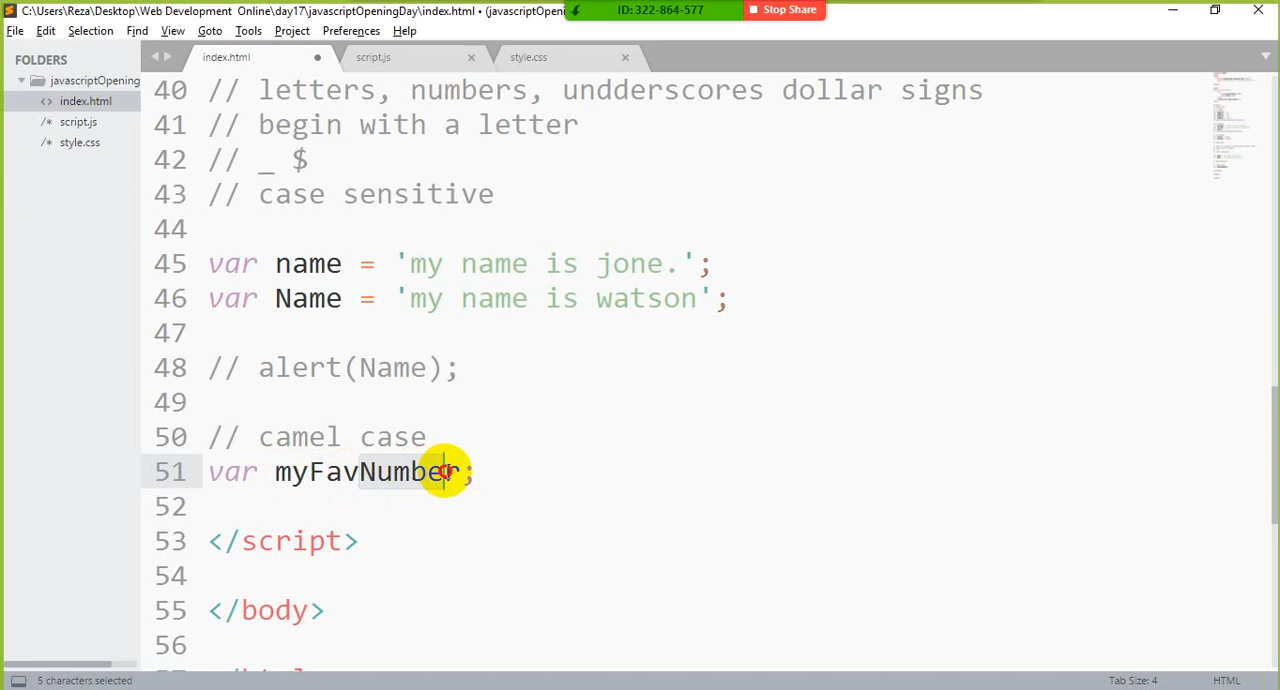 C:\Users\Reza\Desktop\Web Development Online\day17\javascriptOpeningDay\index.html • (javascriptOpeni
ID: 322-864-577
Stop Share
File Edit Selection Find View Goto Tools Project Preferences Help
FOLDERS
javascriptOpening
index.html
script.js
style.css
index.html
script.js
style.css
40 // letters, numbers, undderscores dollar signs
41 // begin with a letter
42 // _ $
43 // case sensitive
44
45 var name = 'my name is jone.';
46 var Name = 'my name is watson';
47
48 // alert(Name);
49
50 // camel case
51 var myFavNumber;
52
53 </script>
54
55 </body>
56
5 characters selected
Tab Size: 4
HTML